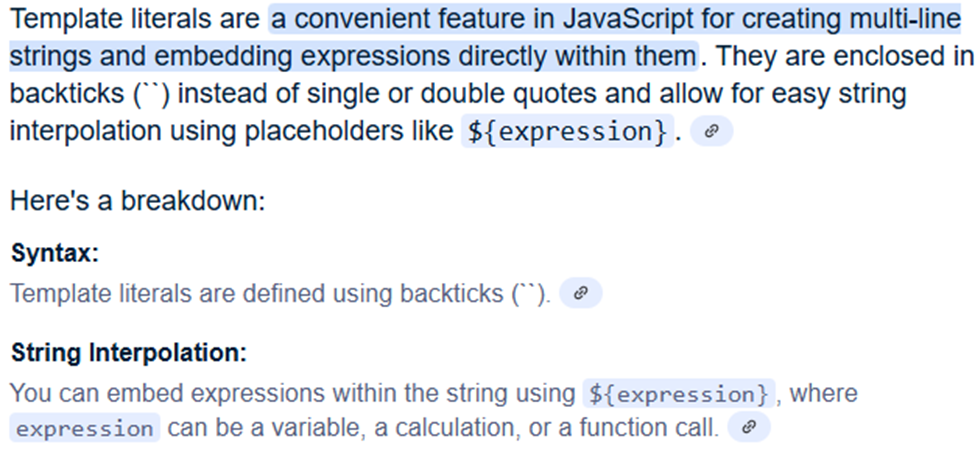 Template literals are a convenient feature in JavaScript for creating multi-line
strings and embedding expressions directly within them. They are enclosed in
backticks (``) instead of single or double quotes and allow for easy string
interpolation using placeholders like ${expression}.
Here's a breakdown:
Syntax:
Template literals are defined using backticks (``).
String Interpolation:
You can embed expressions within the string using ${expression}, where
expression can be a variable, a calculation, or a function call.